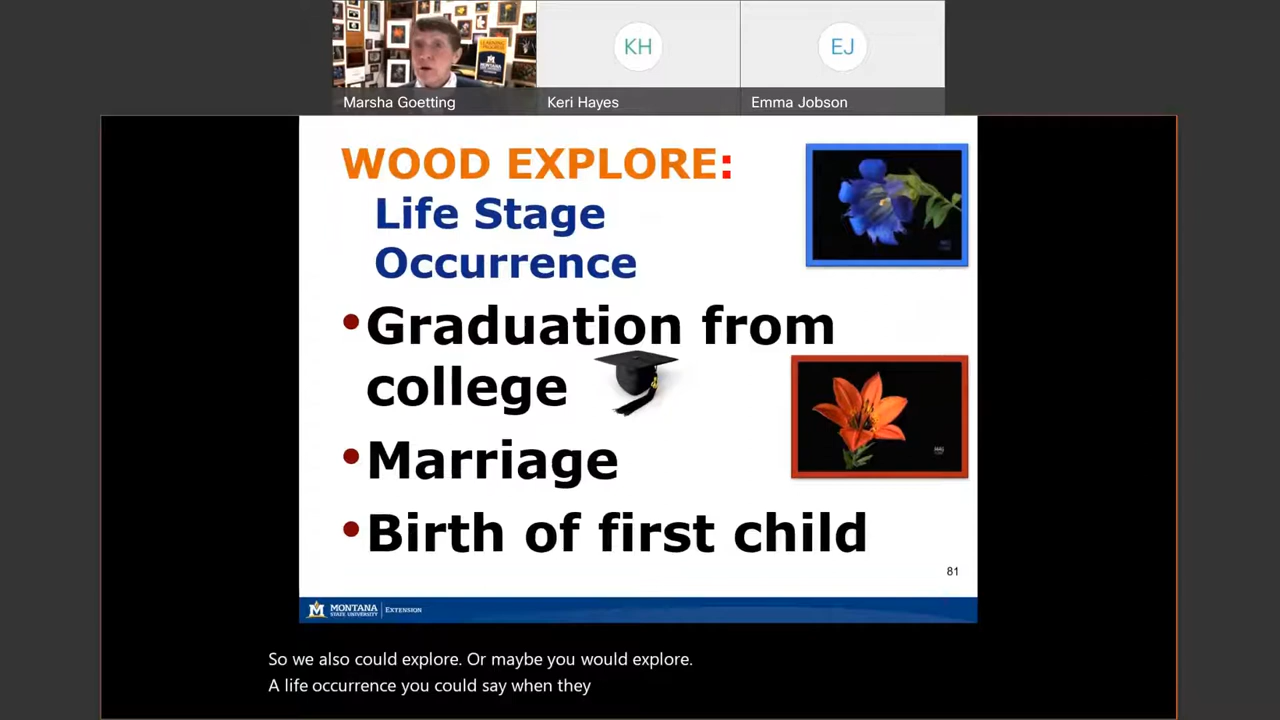 KH
EJ
Marsha Goetting
Keri Hayes
Emma Jobson
WOOD EXPLORE:
Life Stage
Occurrence
•Graduation from
college
•Marriage
•Birth of first child
81
M MONTANA
STATE UNIVERSITY
EXTENSION
So we also could explore. Or maybe you would explore.
A life occurrence you could say when they